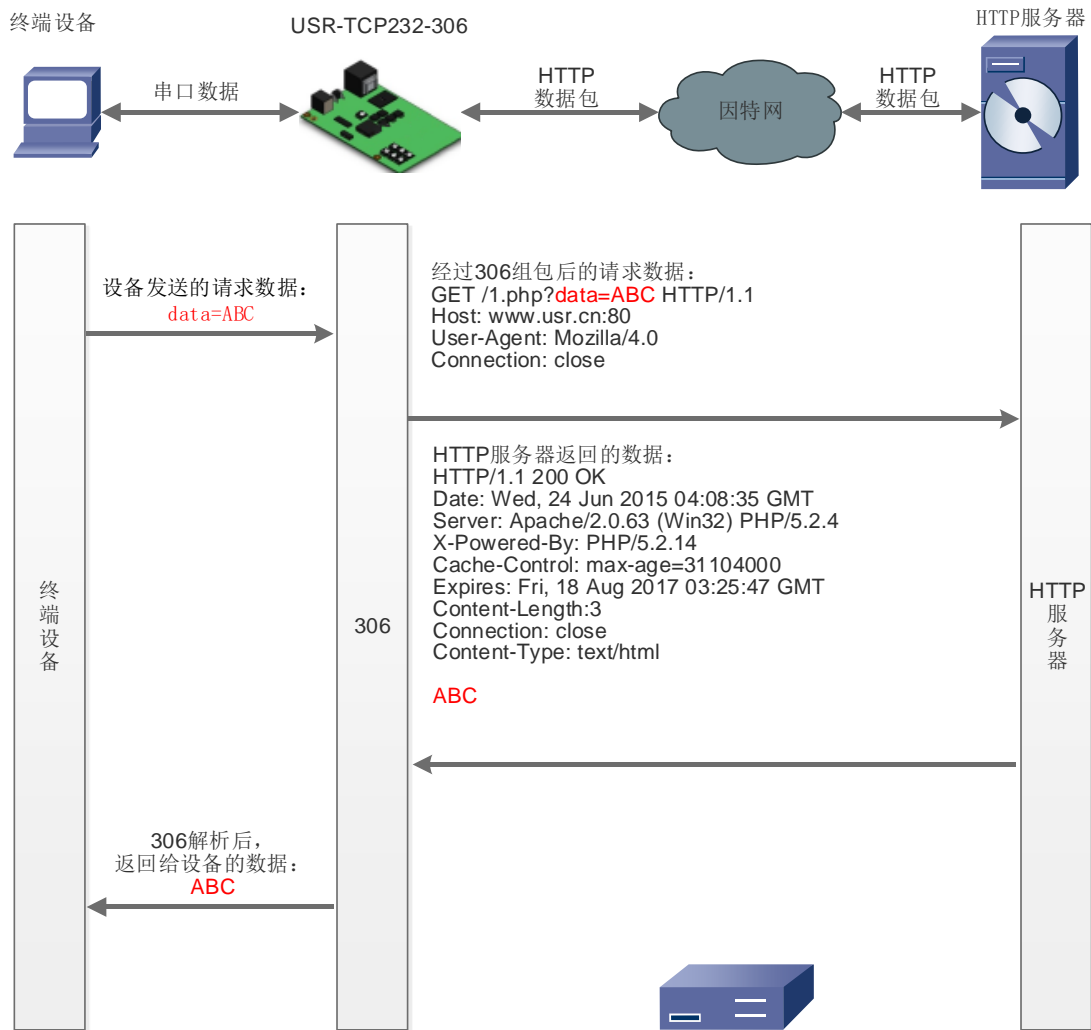 终端设备
USR-TCP232-306
HTTP服务器
串口数据
HTTP
数据包
因特网
HTTP
数据包
设备发送的请求数据:
data=ABC
经过306组包后的请求数据:
GET /1.php?data=ABC HTTP/1.1
Host: www.usr.cn:80
User-Agent: Mozilla/4.0
Connection: close
HTTP服务器返回的数据:
HTTP/1.1 200 OK
Date: Wed, 24 Jun 2015 04:08:35 GMT
Server: Apache/2.0.63 (Win32) PHP/5.2.4
X-Powered-By: PHP/5.2.14
Cache-Control: max-age=31104000
Expires: Fri, 18 Aug 2017 03:25:47 GMT
Content-Length:3
Connection: close
Content-Type: text/html
ABC
终端设备
306
HTTP
服务器
306解析后,
返回给设备的数据:
ABC